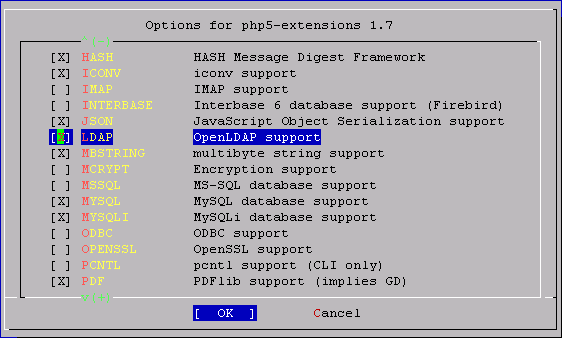 Options for php5-extensions 1.7
[X] HASH HASH Message Digest Framework
[X] ICONV iconv support
[ ] IMAP IMAP support
[ ] INTERBASE Interbase 6 database support (Firebird)
[X] JSON JavaScript Object Serialization support
[X] LDAP OpenLDAP support
[X] MBSTRING multibyte string support
[ ] MCRYPT Encryption support
[ ] MSSQL MS-SQL database support
[X] MYSQL MySQL database support
[X] MYSQLI MySQLi database support
[ ] ODBC ODBC support
[ ] OPENSSL OpenSSL support
[ ] PCNTL pcntl support (CLI only)
[X] PDF PDFlib support (implies GD)
[ OK ] Cancel